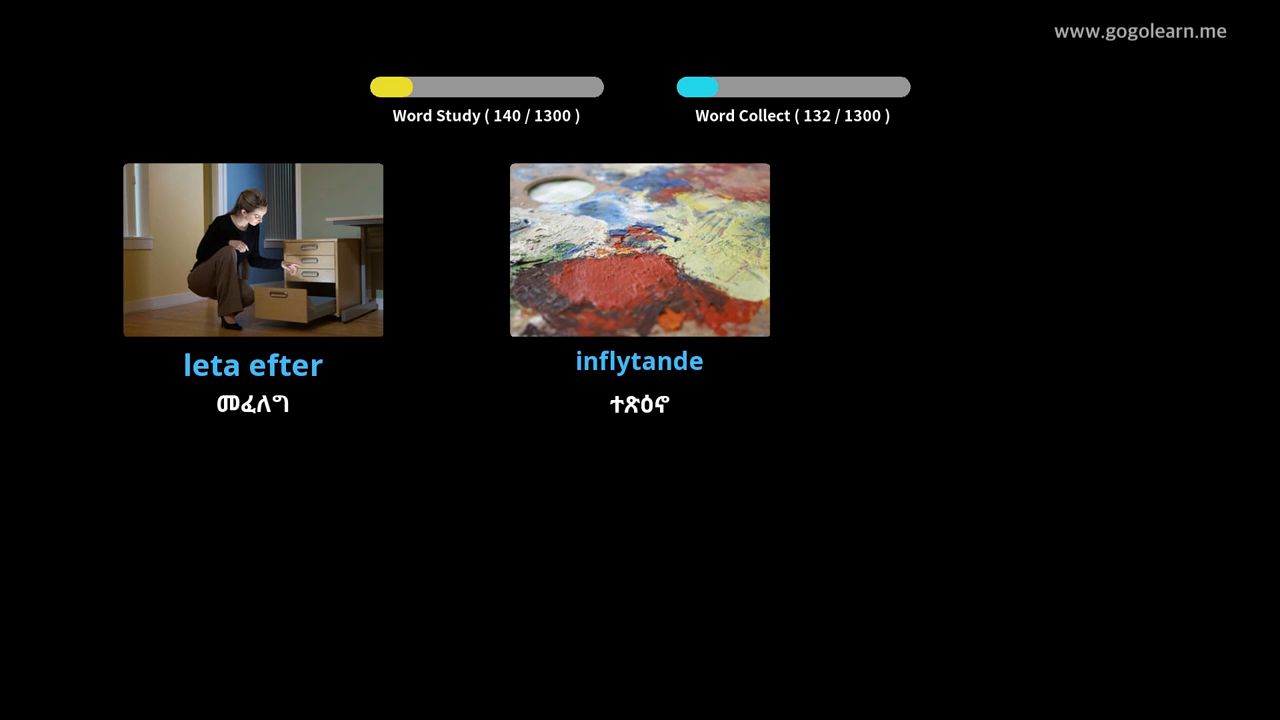 www.gogolearn.me
Word Study ( 140 / 1300 )
Word Collect ( 132 / 1300 )
leta efter
መፈለግ
inflytande
ተጽዕኖ